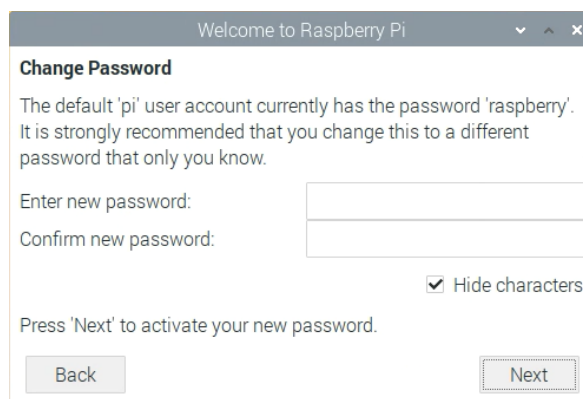 Welcome to Raspberry Pi
Change Password
The default 'pi' user account currently has the password 'raspberry'.
It is strongly recommended that you change this to a different
password that only you know.
Enter new password:
Confirm new password:
Hide characters
Press 'Next' to activate your new password.
Back
Next